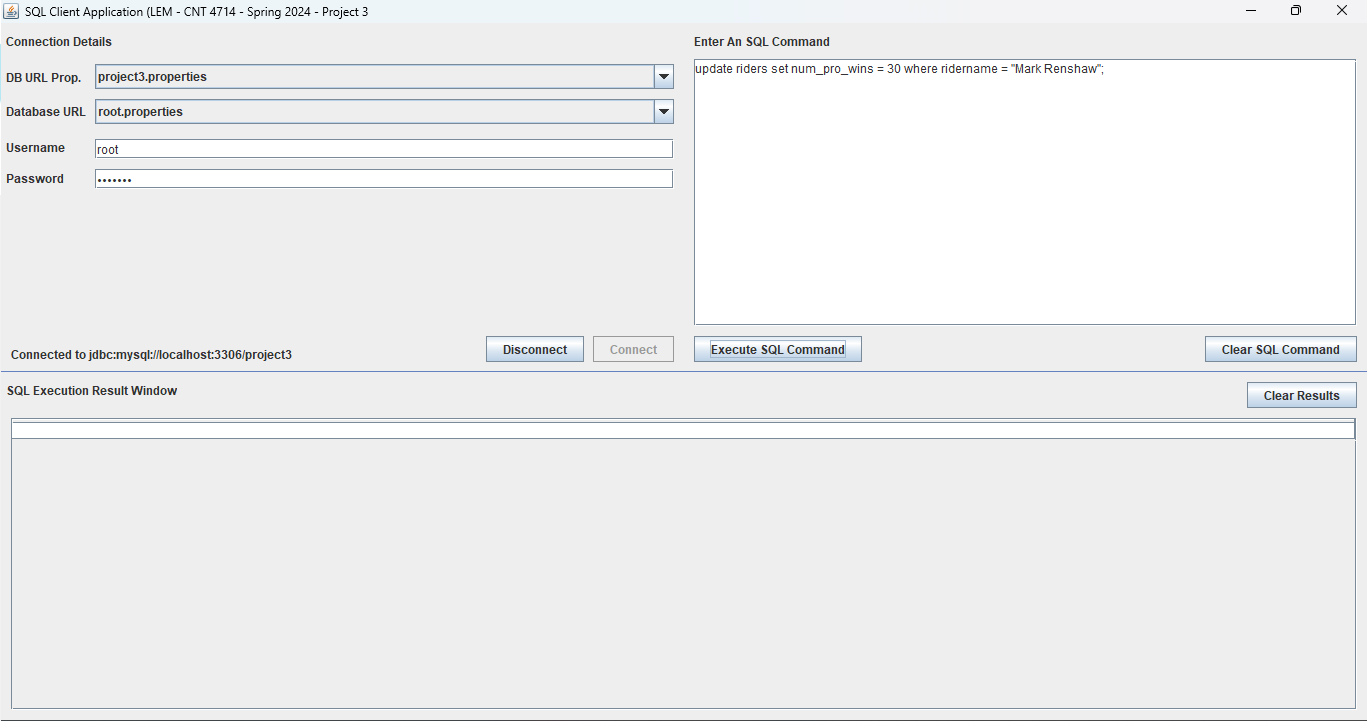 SQL Client Application (LEM - CNT 4714 - Spring 2024 - Project 3
Connection Details
DB URL Prop. project3.properties
Database URL root.properties
Username root
Password •••••••
Connected to jdbc:mysql://localhost:3306/project3
Disconnect Connect
Enter An SQL Command
update riders set num_pro_wins = 30 where ridername = "Mark Renshaw";
Execute SQL Command Clear SQL Command
SQL Execution Result Window
Clear Results